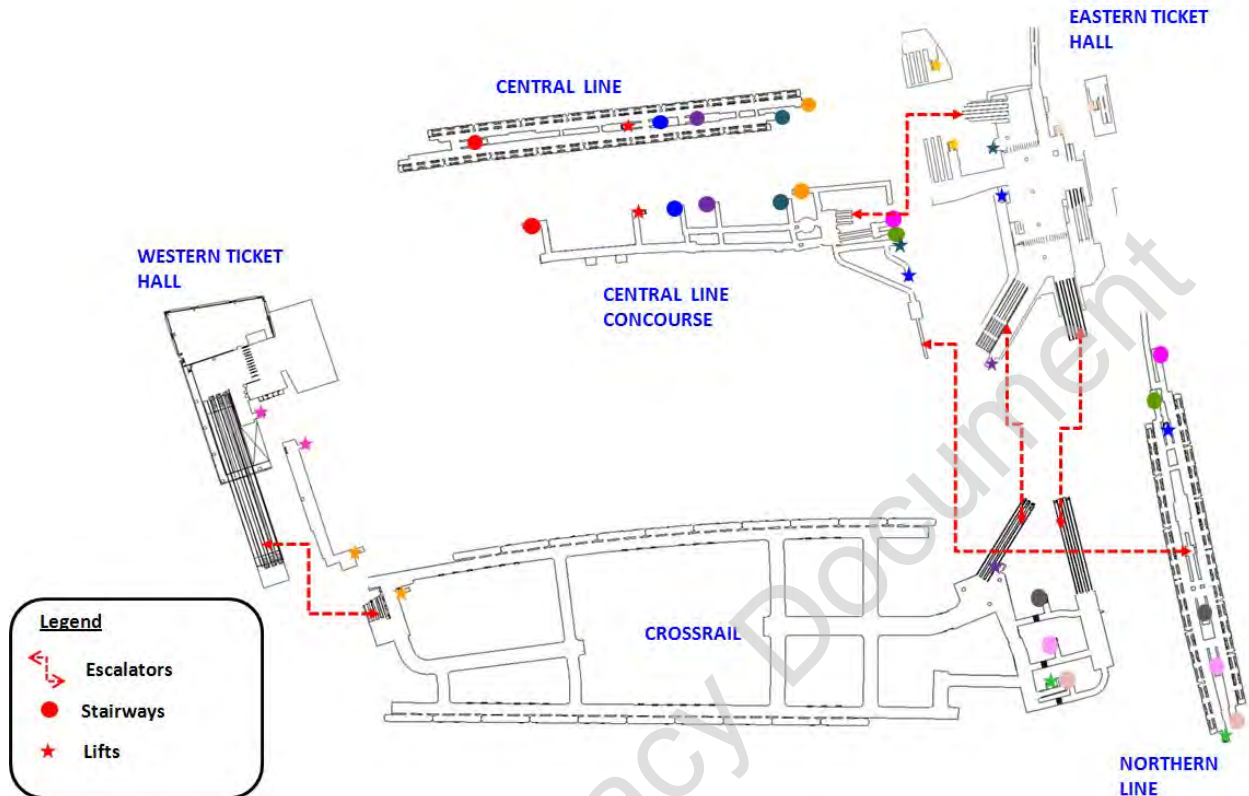 EASTERN TICKET
HALL
CENTRAL LINE
WESTERN TICKET
HALL
CENTRAL LINE
CONCOURSE
CROSSRAIL
Legend
Escalators
Stairways
Lifts
NORTHERN
LINE
acy Document